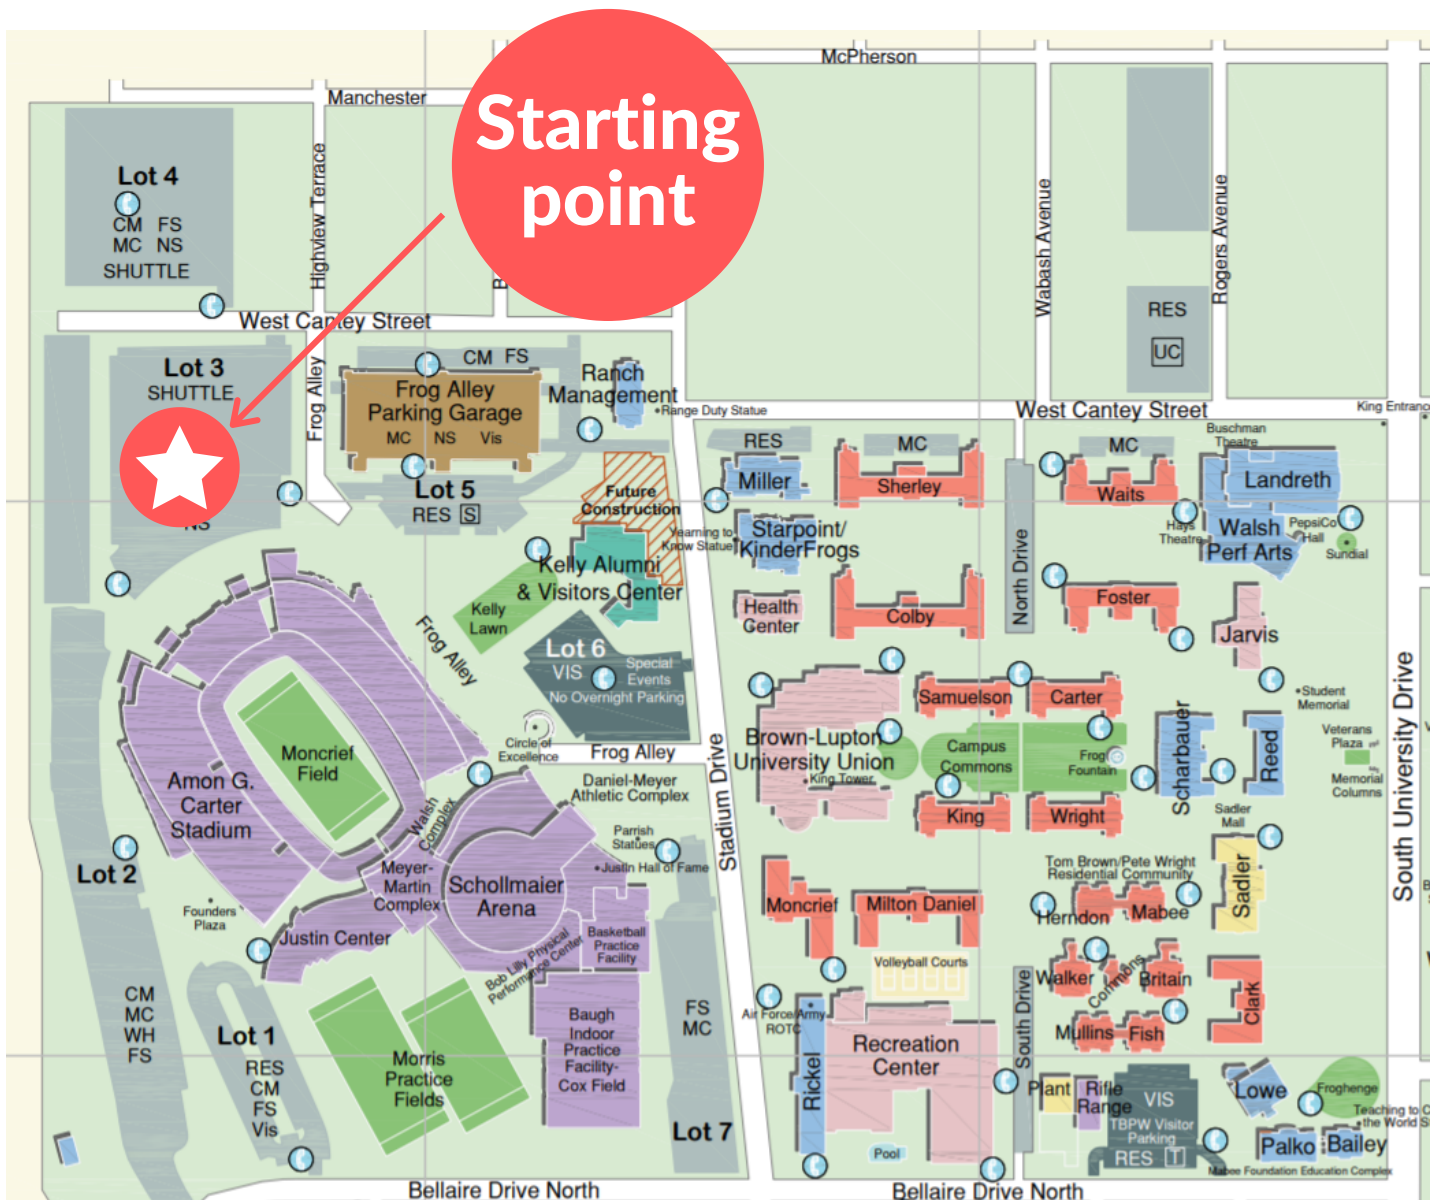 McPherson
Manchester
Starting
point
Highview Terrace
Wabash Avenue
Rogers Avenue
Lot 4
CM FS
MC NS
SHUTTLE
B
West Cantey Street
RES
UC
Lot 3
SHUTTLE
NS
Frog Alley
CM FS
Frog Alley
Parking Garage
MC NS Vis
Ranch
Management
Range Duty Statue
West Cantey Street
King Entranc
Buschman
Theatre
Lot 5
RES S
Future
Construction
RES
MC
MC
Miller
Sherley
Waits
Landreth
Yearning to
Know Statue
Starpoint/
KinderFrogs
Hays
Theatre
Walsh
Perf Arts
PepsiCo
Hall
Sundial
North Drive
Kelly Alumni
& Visitors Center
Kelly
Lawn
Health
Center
Colby
Foster
Jarvis
Frog Alley
Lot 6
VIS
Special
Events
No Overnight Parking
South University Drive
Samuelson
Carter
Student
Memorial
Circle of
Excellence
Frog Alley
Stadium Drive
Brown-Lupton
University Union
King Tower
Campus
Commons
Frog
Fountain
Scharbauer
Reed
Veterans
Plaza
Memorial
Columns
Moncrief
Field
Amon G.
Carter
Stadium
Daniel-Meyer
Athletic Complex
Walsh
Complex
King
Wright
Sadler
Mall
Parrish
Statues
Justin Hall of Fame
Lot 2
Meyer-
Martin
Complex
Schollmaier
Arena
Tom Brown/Pete Wright
Residential Community
Sadler
Founders
Plaza
Justin Center
Moncrief
Milton Daniel
Herndon
Mabee
Bob Lilly Physical
Performance Center
Basketball
Practice
Facility
Volleyball Courts
Walker
Commons
Britain
Clark
CM
MC
WH
FS
Lot 1
RES
CM
FS
Vis
FS
MC
Air Force/Army
ROTC
South Drive
Mullins
Fish
Baugh
Indoor
Practice
Facility-
Cox Field
Morris
Practice
Fields
Recreation
Center
Rickel
Plant
Rifle
Range
VIS
TBPW Visitor
Parking
RES T
Lowe
Froghenge
Teaching to C
the World S
Lot 7
Pool
Palko
Bailey
Mabee Foundation Education Complex
Bellaire Drive North
Bellaire Drive North